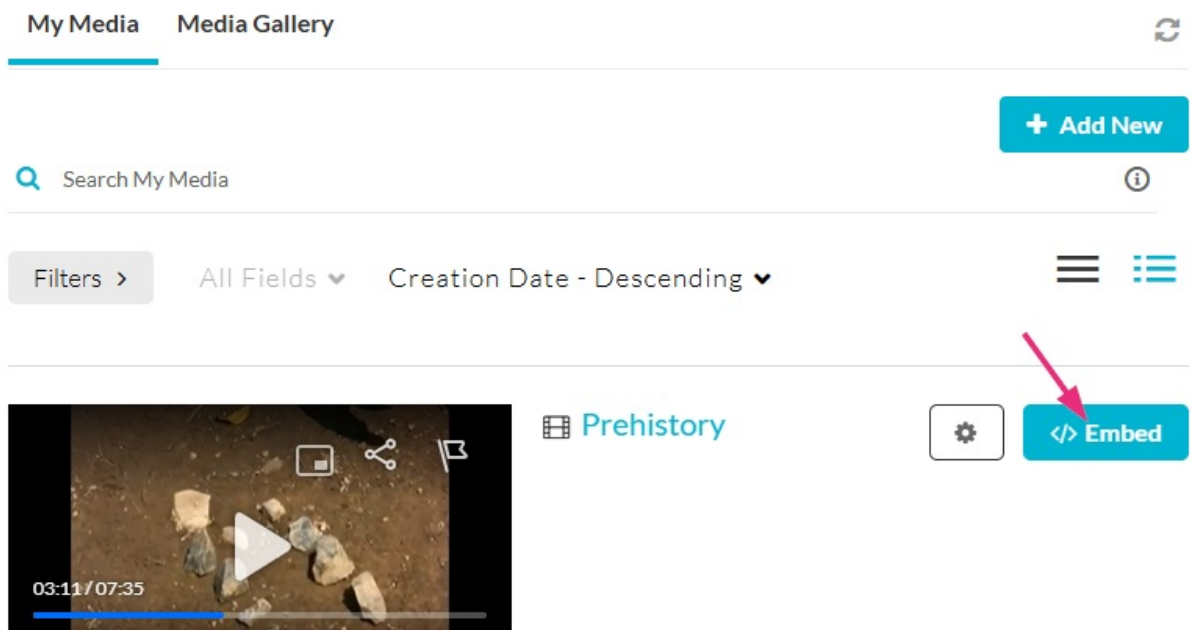 My Media Media Gallery
+ Add New
Search My Media
Filters > All Fields Creation Date - Descending
Prehistory
</> Embed
03:11/07:35